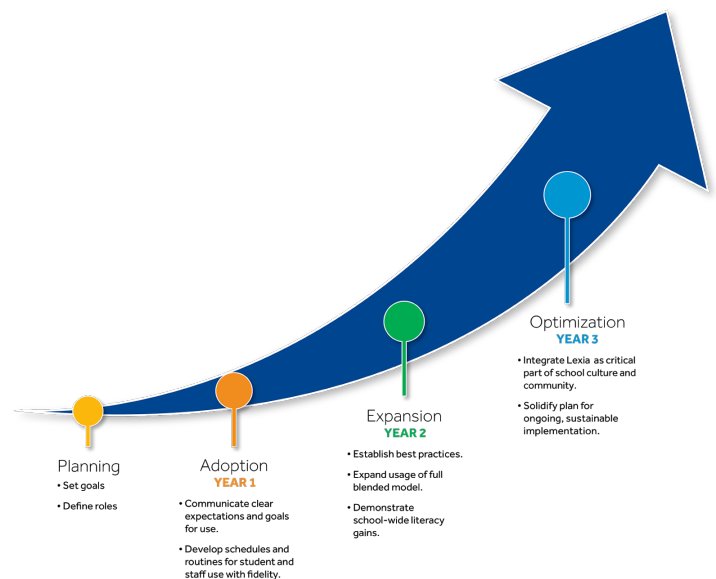 Planning
• Set goals
• Define roles
Adoption
YEAR 1
• Communicate clear
expectations and goals
for use.
• Develop schedules and
routines for student and
staff use with fidelity.
Expansion
YEAR 2
• Establish best practices.
• Expand usage of full
blended model.
• Demonstrate
school-wide literacy
gains.
Optimization
YEAR 3
• Integrate Lexia as critical
part of school culture and
community.
• Solidify plan for
ongoing, sustainable
implementation.